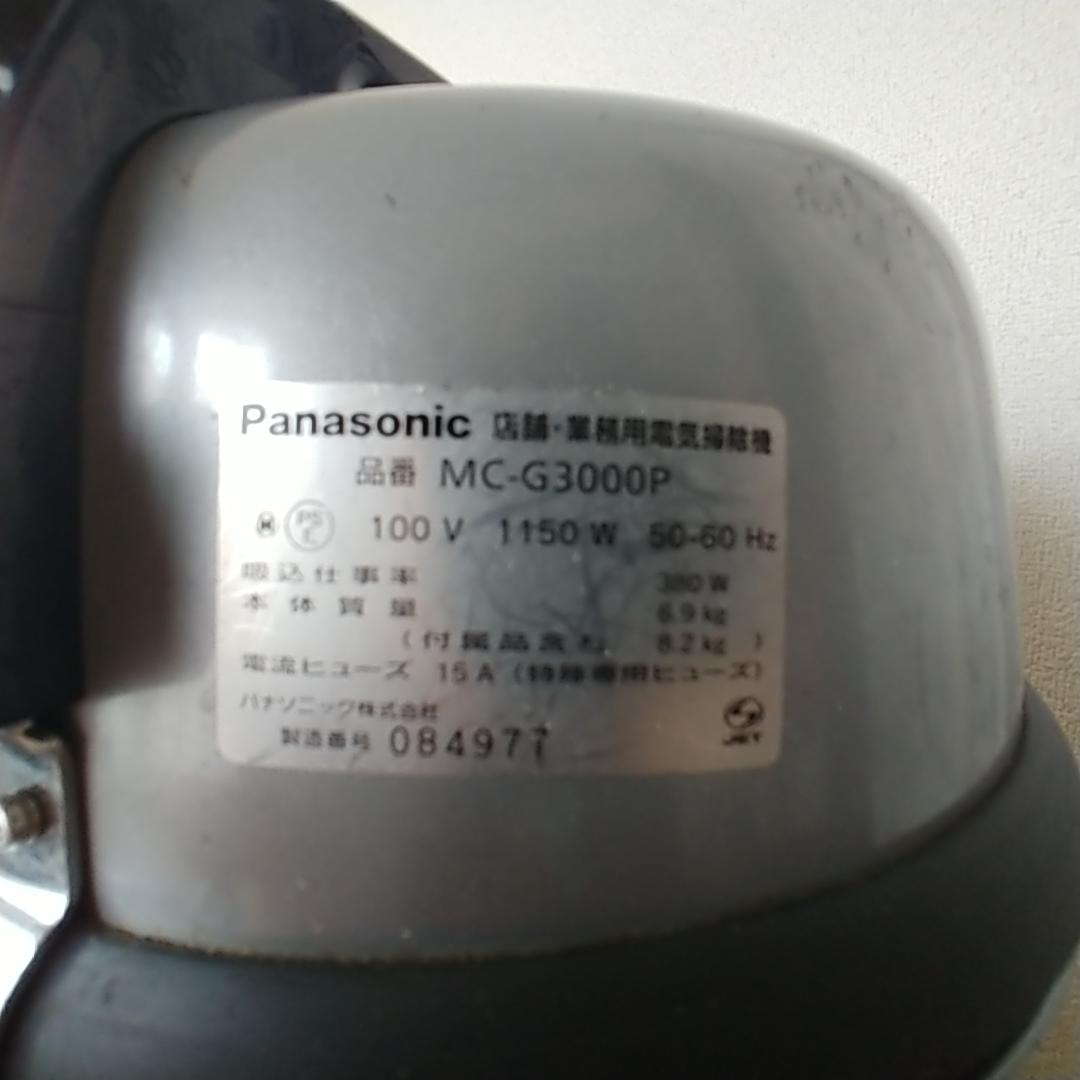 Panasonic 店舗・業務用電気掃除機
品番 MC-G3000P
PS E 100 V 1150 W 50-60 Hz
吸込仕事率 380 W
本体質量 6.9 kg
(付属品含む 8.2 kg )
電流ヒューズ 15 A (特殊専用ヒューズ)
パナソニック株式会社
製造番号 084977
JET